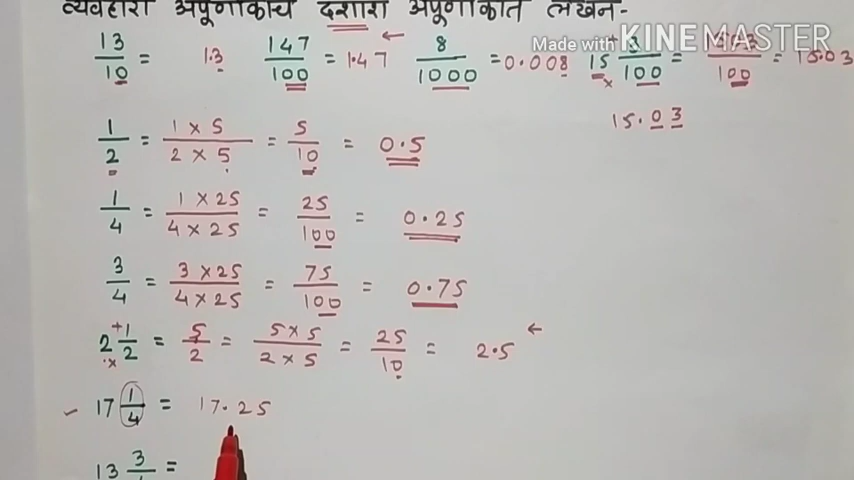 व्यवहारी अपूर्णांकाचे दशांश अपूर्णांकात लेखन-
Made with KINEMASTER
13/10 = 1.3 147/100 = 1.47 ← 8/1000 = 0.008 15 3/100 = 1503/100 = 15.03
15.03
1/2 = 1 x 5/2 x 5 = 5/10 = 0.5
1/4 = 1 x 25/4 x 25 = 25/100 = 0.25
3/4 = 3 x 25/4 x 25 = 75/100 = 0.75
2 + 1/2 x = 5/2 = 5 x 5/2 x 5 = 25/10 = 2.5 ←
17 1/4 = 17.25
13 3/4 =